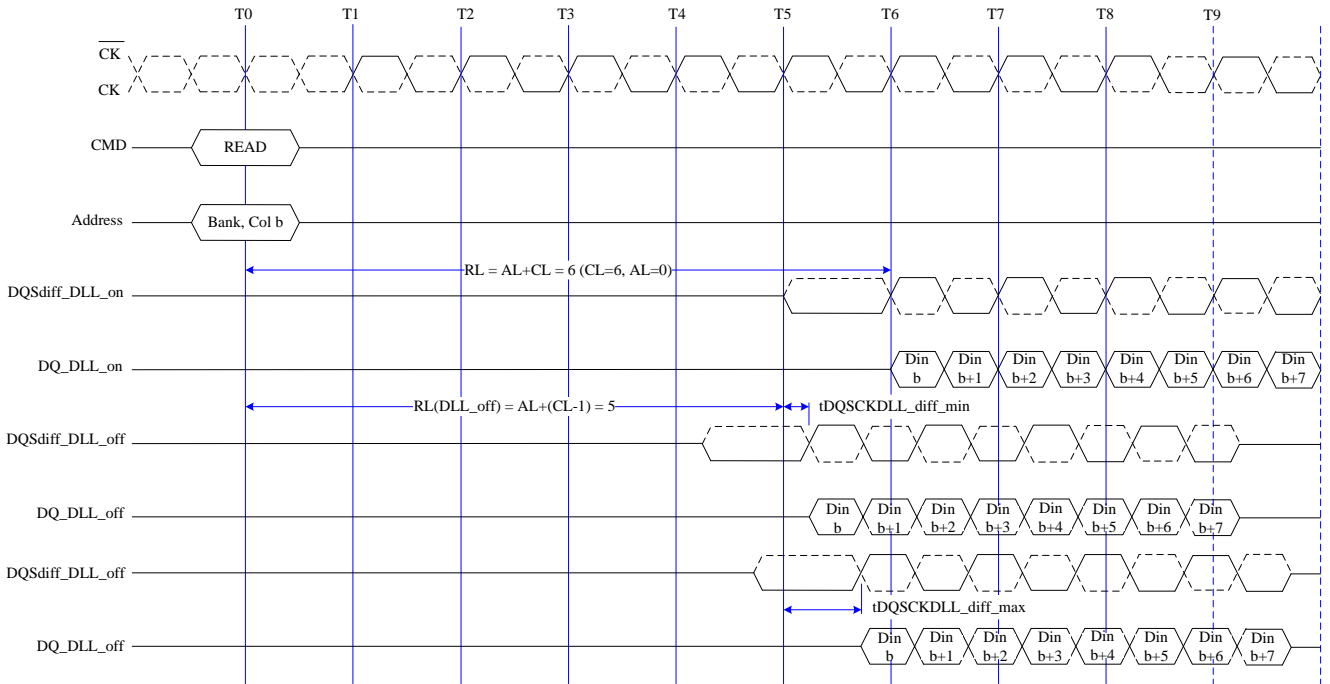 T0 T1 T2 T3 T4 T5 T6 T7 T8 T9
CK
CK
CMD READ
Address Bank, Col b
RL = AL+CL = 6 (CL=6, AL=0)
DQSdiff_DLL_on
DQ_DLL_on Din b Din b+1 Din b+2 Din b+3 Din b+4 Din b+5 Din b+6 Din b+7
RL(DLL_off) = AL+(CL-1) = 5 tDQSCKDLL_diff_min
DQSdiff_DLL_off
DQ_DLL_off Din b Din b+1 Din b+2 Din b+3 Din b+4 Din b+5 Din b+6 Din b+7
DQSdiff_DLL_off
tDQSCKDLL_diff_max
DQ_DLL_off Din b Din b+1 Din b+2 Din b+3 Din b+4 Din b+5 Din b+6 Din b+7